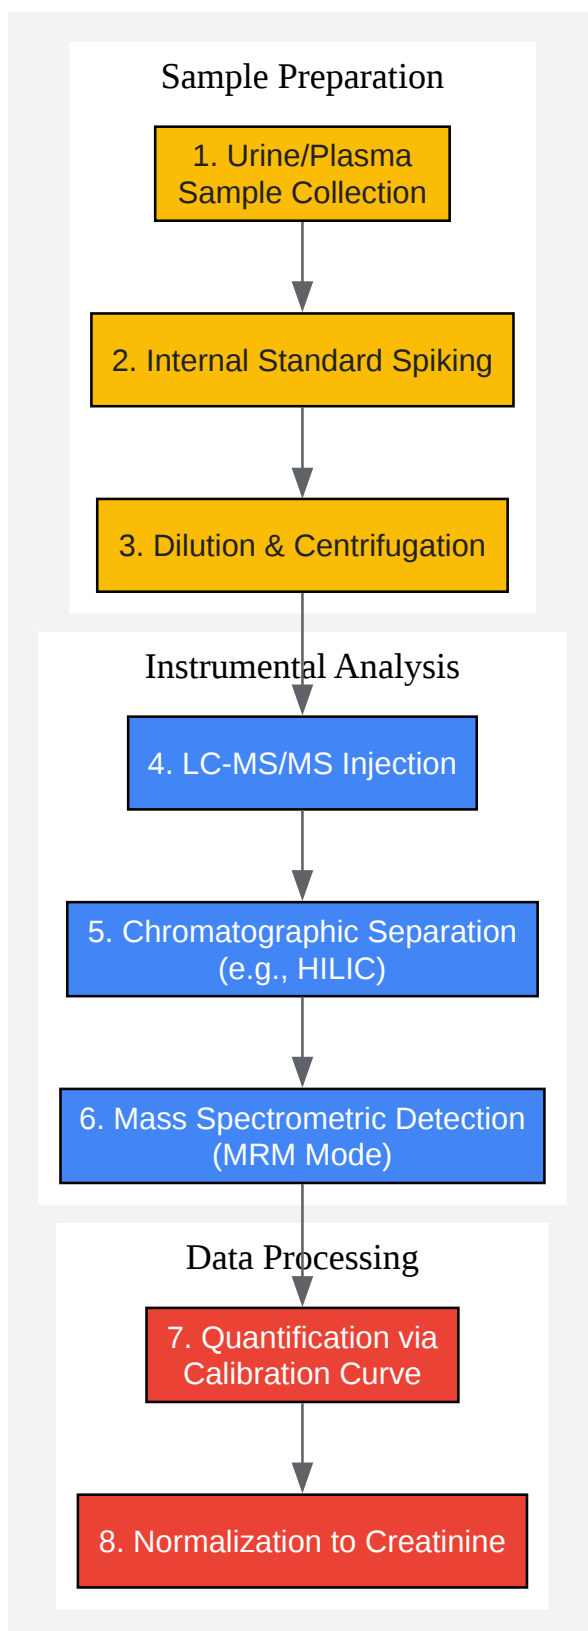 Sample Preparation
1. Urine/Plasma
Sample Collection
2. Internal Standard Spiking
3. Dilution & Centrifugation
Instrumental Analysis
4. LC-MS/MS Injection
5. Chromatographic Separation
(e.g., HILIC)
6. Mass Spectrometric Detection
(MRM Mode)
Data Processing
7. Quantification via
Calibration Curve
8. Normalization to Creatinine